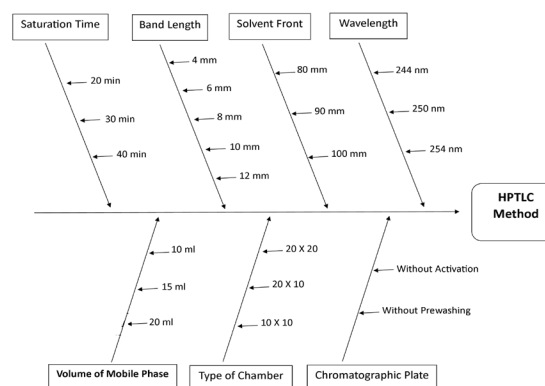 Saturation Time
Band Length
Solvent Front
Wavelength
20 min
30 min
40 min
4 mm
6 mm
8 mm
10 mm
12 mm
80 mm
90 mm
100 mm
244 nm
250 nm
254 nm
HPTLC
Method
10 ml
15 ml
20 ml
20 X 20
20 X 10
10 X 10
Without Activation
Without Prewashing
Volume of Mobile Phase
Type of Chamber
Chromatographic Plate